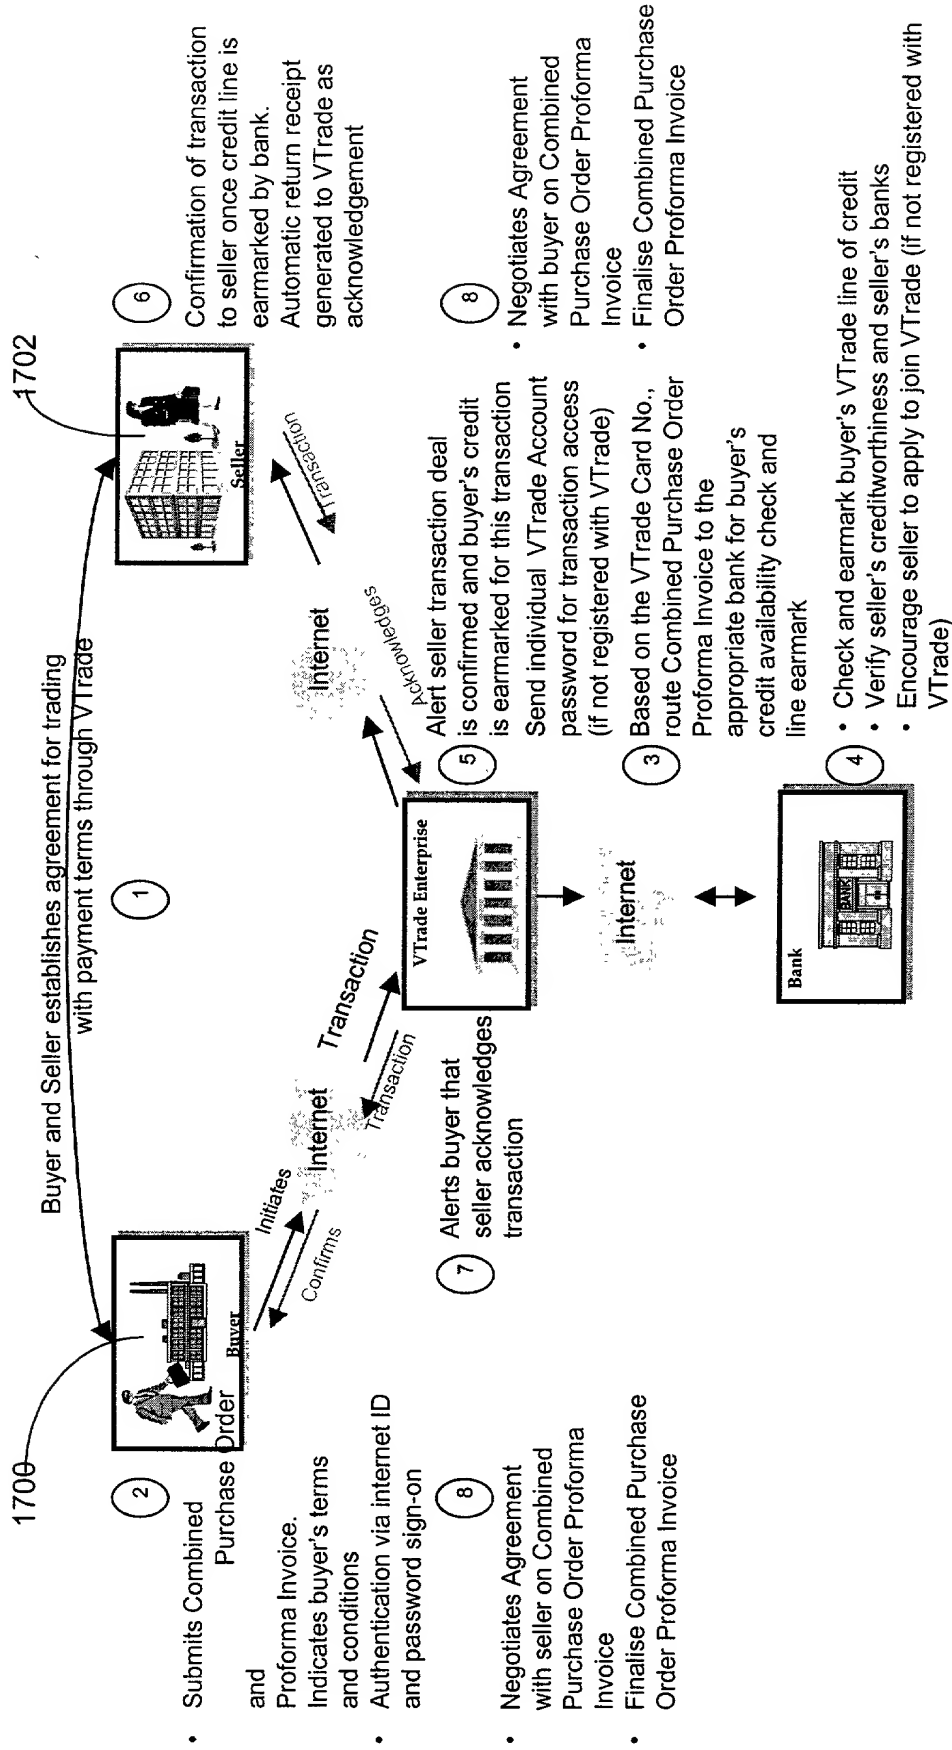 1700
1702
Buyer and Seller establishes agreement for trading
with payment terms through VTrade
1
2
• Submits Combined
Purchase Order
and
Proforma Invoice.
Indicates buyer's terms
and conditions
• Authentication via internet ID
and password sign-on
8
• Negotiates Agreement
with seller on Combined
Purchase Order Proforma
Invoice
• Finalise Combined Purchase
Order Proforma Invoice
Buyer
Initiates
Confirms
Internet
Transaction
Transaction
7
Alerts buyer that
seller acknowledges
transaction
VTrade Enterprise
Internet
Bank
BANK
Internet
Acknowledges
Transaction
Seller
5
Alert seller transaction deal
is confirmed and buyer's credit
is earmarked for this transaction
Send individual VTrade Account
password for transaction access
(if not registered with VTrade)
3
Based on the VTrade Card No.,
route Combined Purchase Order
Proforma Invoice to the
appropriate bank for buyer's
credit availability check and
line earmark
4
• Check and earmark buyer's VTrade line of credit
• Verify seller's creditworthiness and seller's banks
• Encourage seller to apply to join VTrade (if not registered with
VTrade)
6
Confirmation of transaction
to seller once credit line is
earmarked by bank.
Automatic return receipt
generated to VTrade as
acknowledgement
8
• Negotiates Agreement
with buyer on Combined
Purchase Order Proforma
Invoice
• Finalise Combined Purchase
Order Proforma Invoice